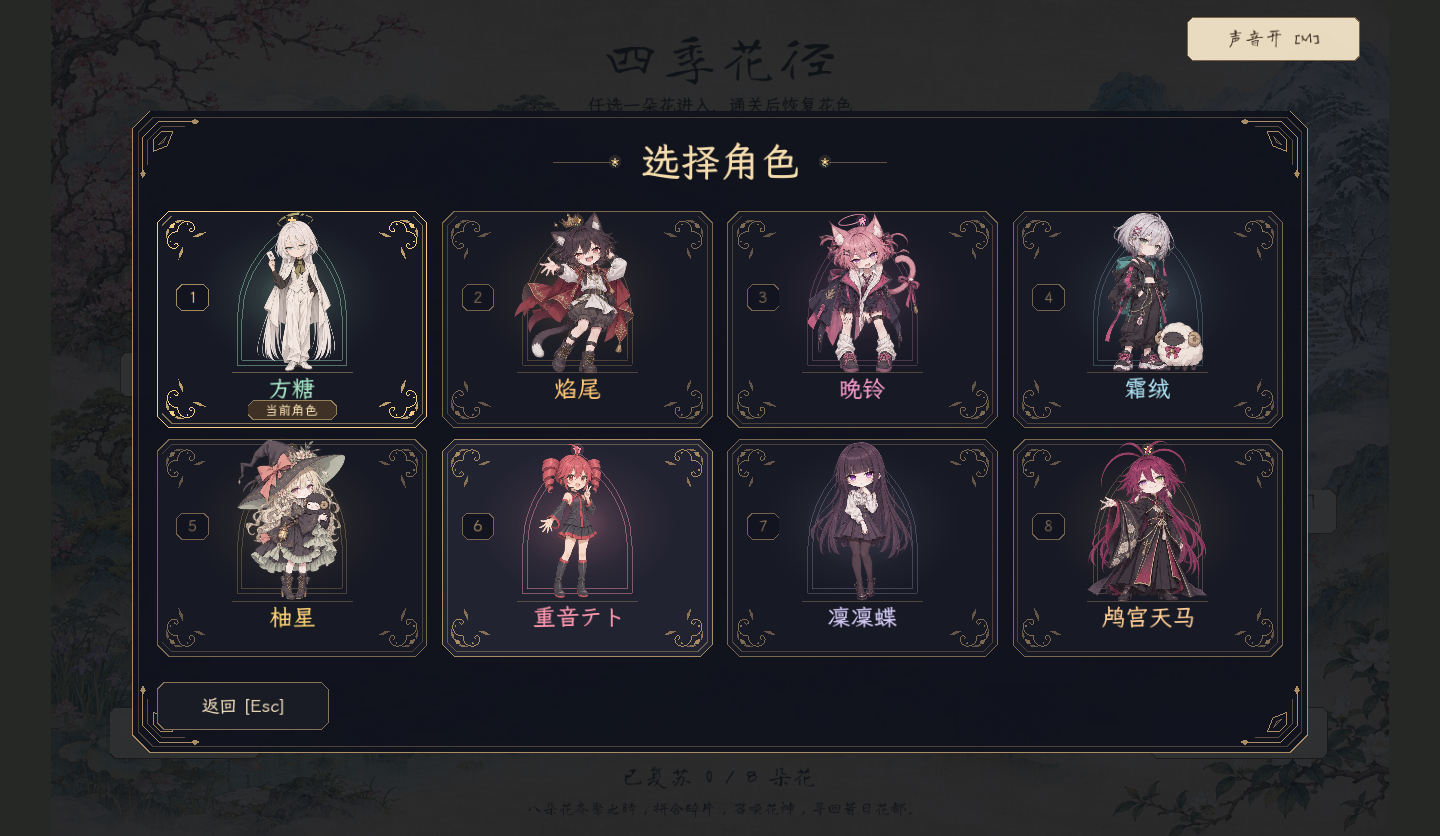 四季花径
任选一朵花进入，通关后恢复花色
声音开 [M]
选择角色
1
方糖
当前角色
2
焰尾
3
晚铃
4
霜绒
5
柚星
6
重音テト
7
凛凛蝶
8
鸬宫天马
返回 [Esc]
已复苏 0 / 8 朵花